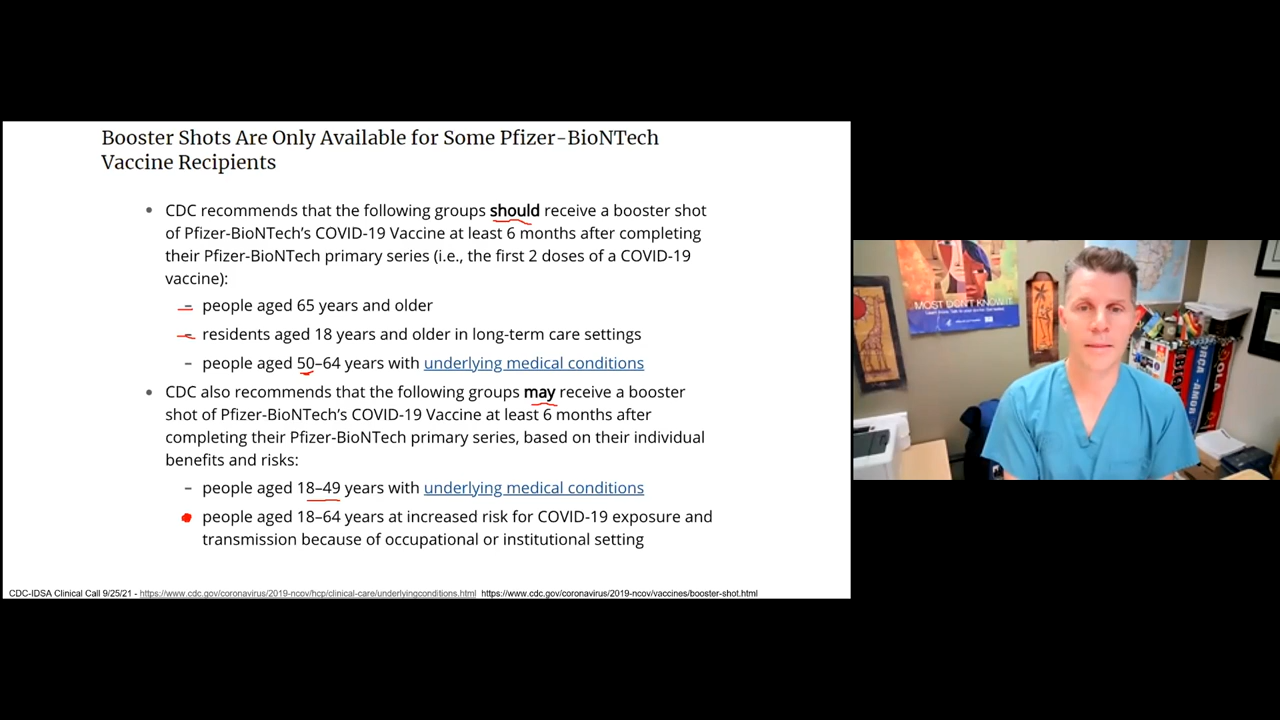 Booster Shots Are Only Available for Some Pfizer-BioNTech
Vaccine Recipients
• CDC recommends that the following groups should receive a booster shot
of Pfizer-BioNTech's COVID-19 Vaccine at least 6 months after completing
their Pfizer-BioNTech primary series (i.e., the first 2 doses of a COVID-19
vaccine):
– people aged 65 years and older
– residents aged 18 years and older in long-term care settings
– people aged 50–64 years with underlying medical conditions
• CDC also recommends that the following groups may receive a booster
shot of Pfizer-BioNTech's COVID-19 Vaccine at least 6 months after
completing their Pfizer-BioNTech primary series, based on their individual
benefits and risks:
– people aged 18–49 years with underlying medical conditions
people aged 18–64 years at increased risk for COVID-19 exposure and
transmission because of occupational or institutional setting
CDC-IDSA Clinical Call 9/25/21 - https://www.cdc.gov/coronavirus/2019-ncov/hcp/clinical-care/underlyingconditions.html https://www.cdc.gov/coronavirus/2019-ncov/vaccines/booster-shot.html
MOST DON'T KNOW IT.